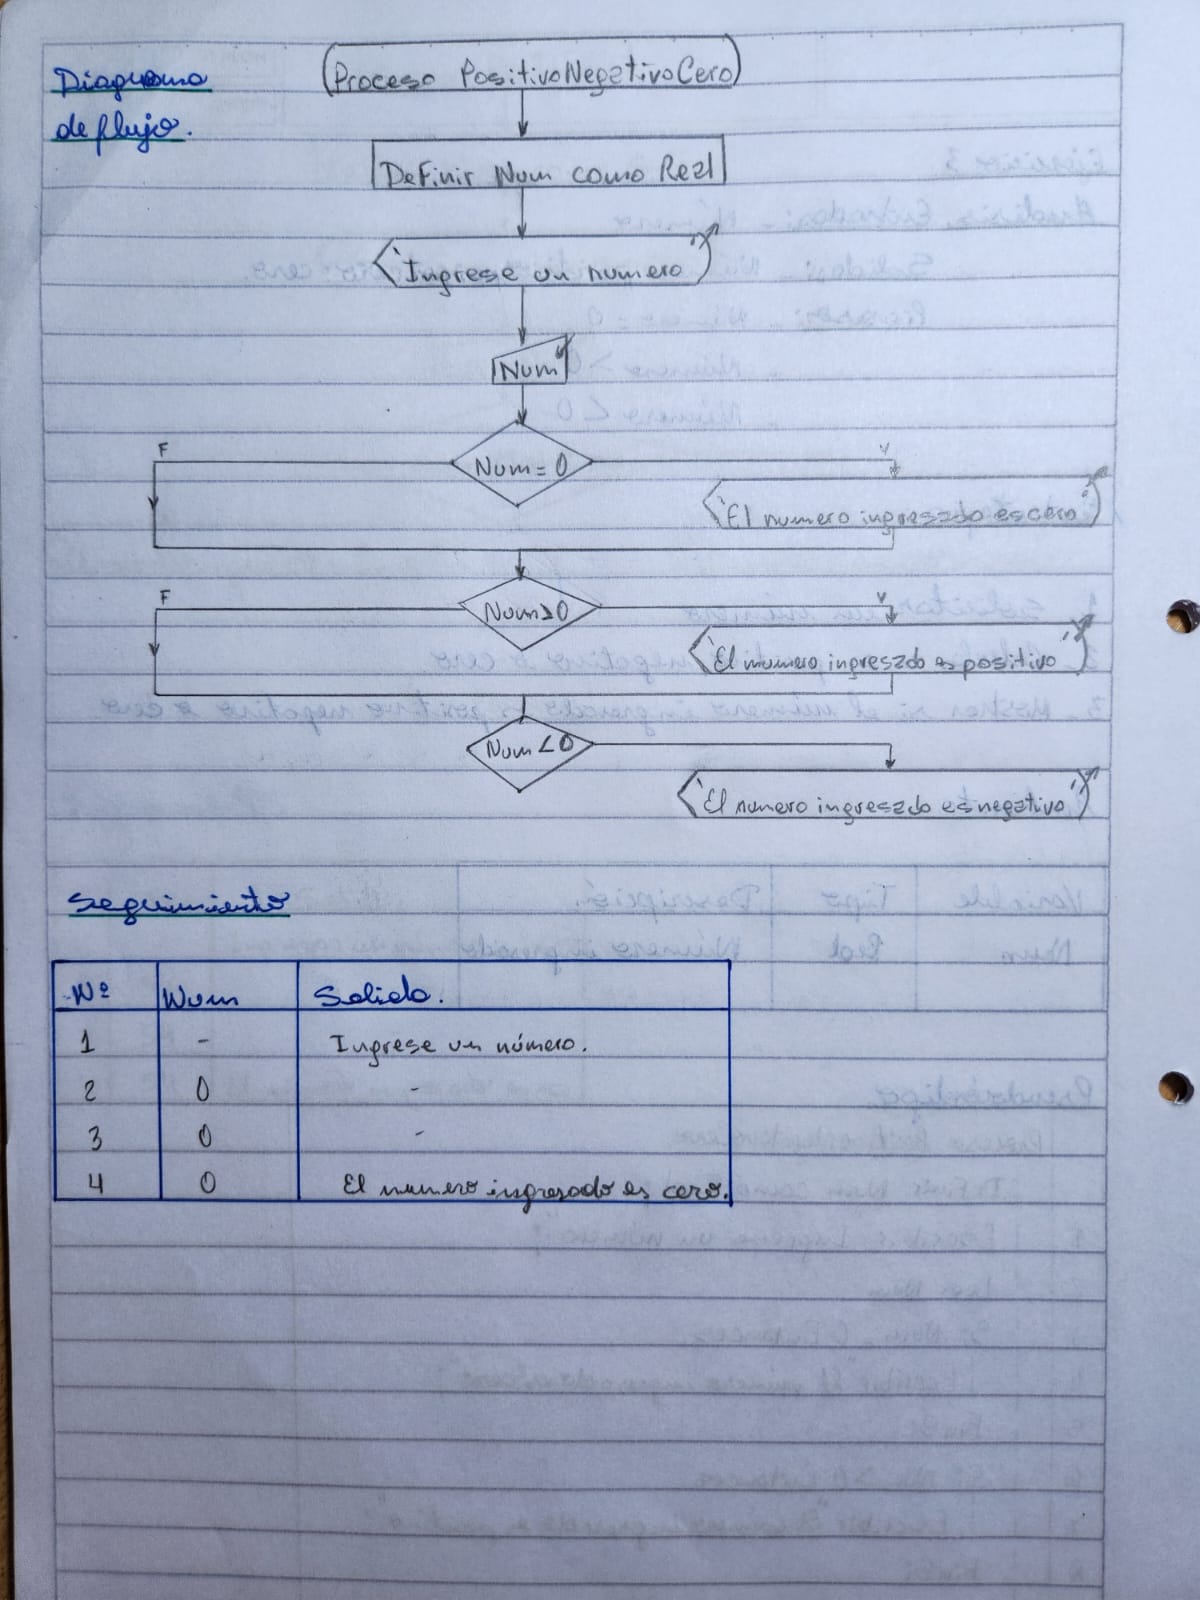 Diagrama
de flujo.
Proceso PositivoNegativoCero
Definir Num como Real
"Ingrese un numero"
Num
Num = 0
F
V
"El numero ingresado es cero"
Num>0
F
V
"El numero ingresado es positivo"
Num<0
"El numero ingresado es negativo"
Seguimiento
Nº Num Salida.
1 - Ingrese un número.
2 0 -
3 0 -
4 0 El numero ingresado es cero.